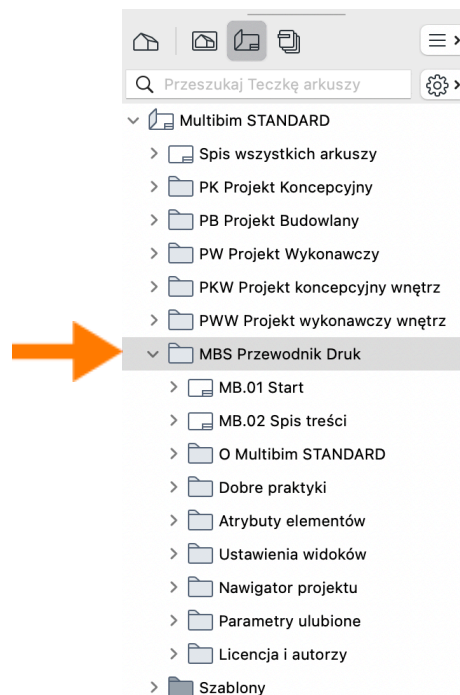 Przeszukaj Teczkę arkuszy
Multibim STANDARD
Spis wszystkich arkuszy
PK Projekt Koncepcyjny
PB Projekt Budowlany
PW Projekt Wykonawczy
PKW Projekt koncepcyjny wnętrz
PWW Projekt wykonawczy wnętrz
MBS Przewodnik Druk
MB.01 Start
MB.02 Spis treści
O Multibim STANDARD
Dobre praktyki
Atrybuty elementów
Ustawienia widoków
Nawigator projektu
Parametry ulubione
Licencja i autorzy
Szablony